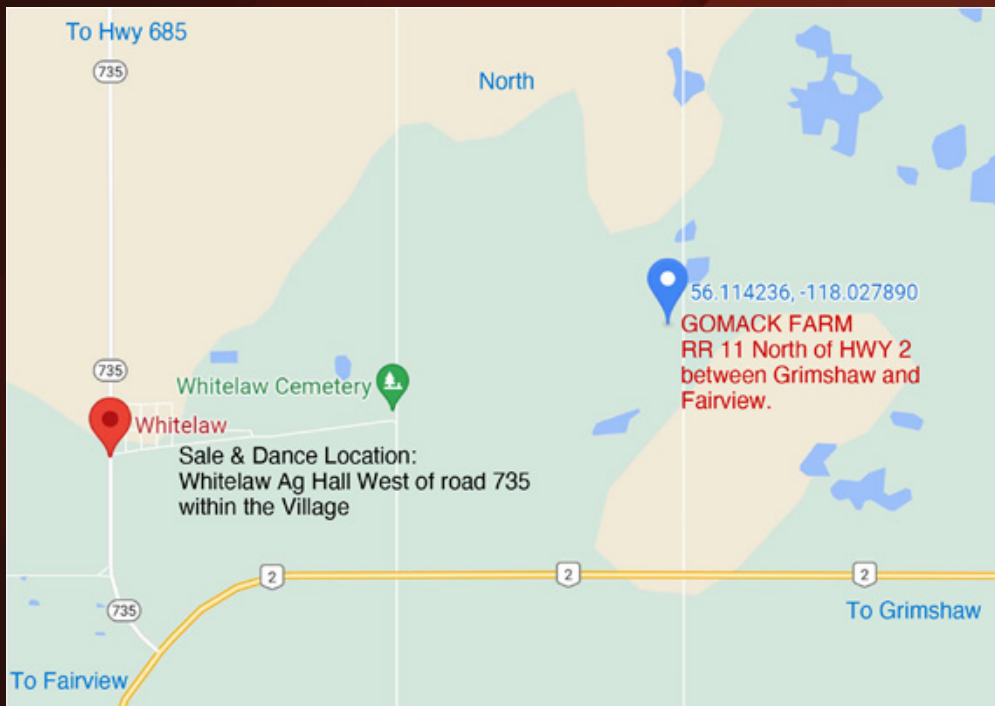 To Hwy 685
735
North
56.114236, -118.027890
GOMACK FARM
RR 11 North of HWY 2
between Grimshaw and
Fairview.
735
Whitelaw Cemetery
Whitelaw
Sale & Dance Location:
Whitelaw Ag Hall West of road 735
within the Village
2
2
2
735
To Grimshaw
To Fairview